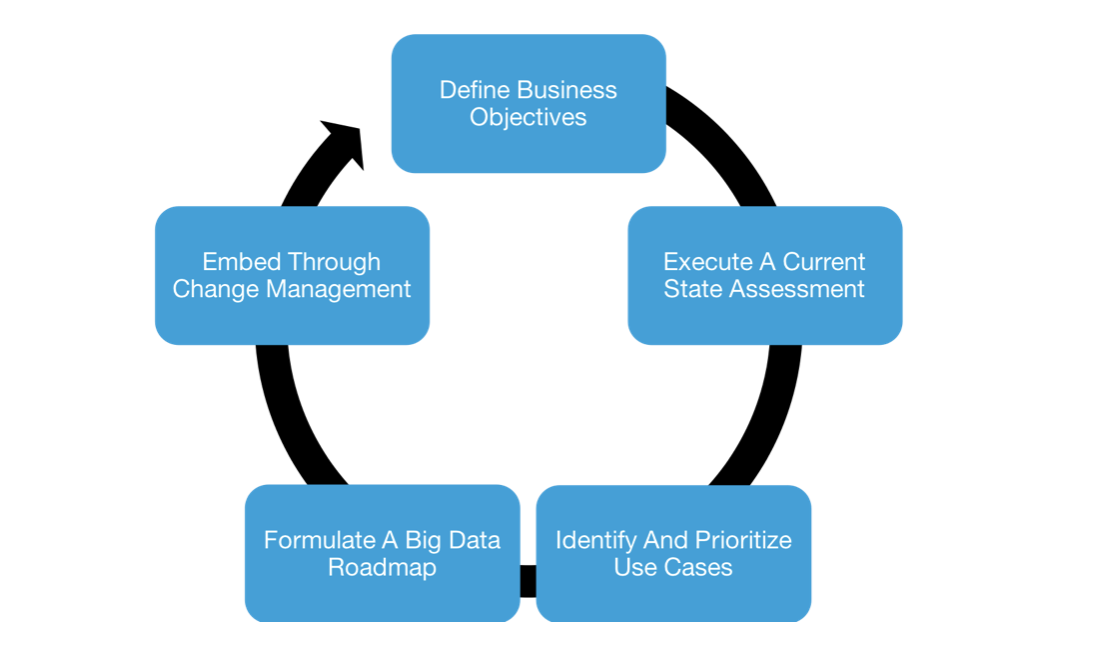 Define Business
Objectives
Execute A Current
State Assessment
Identify And Prioritize
Use Cases
Formulate A Big Data
Roadmap
Embed Through
Change Management